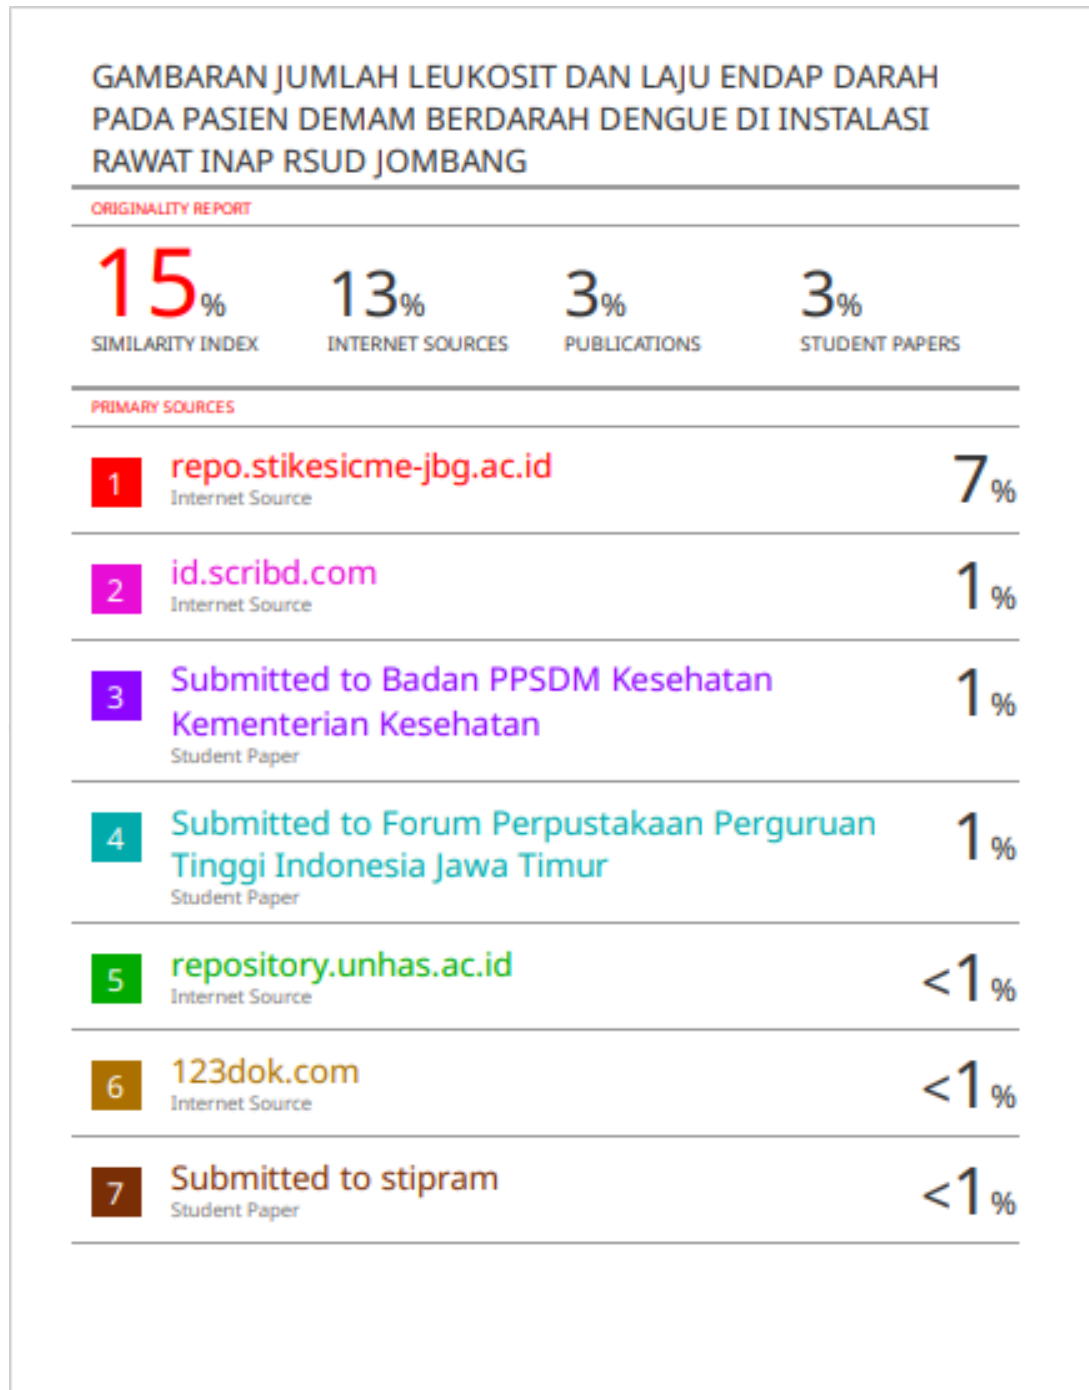 GAMBARAN JUMLAH LEUKOSIT DAN LAJU ENDAP DARAH
PADA PASIEN DEMAM BERDARAH DENGUE DI INSTALASI
RAWAT INAP RSUD JOMBANG
ORIGINALITY REPORT
15% 13% 3% 3%
SIMILARITY INDEX INTERNET SOURCES PUBLICATIONS STUDENT PAPERS
PRIMARY SOURCES
1 repo.stikesicme-jbg.ac.id 7%
Internet Source
2 id.scribd.com 1%
Internet Source
3 Submitted to Badan PPSDM Kesehatan 1%
Kementerian Kesehatan
Student Paper
4 Submitted to Forum Perpustakaan Perguruan 1%
Tinggi Indonesia Jawa Timur
Student Paper
5 repository.unhas.ac.id <1%
Internet Source
6 123dok.com <1%
Internet Source
7 Submitted to stipram <1%
Student Paper